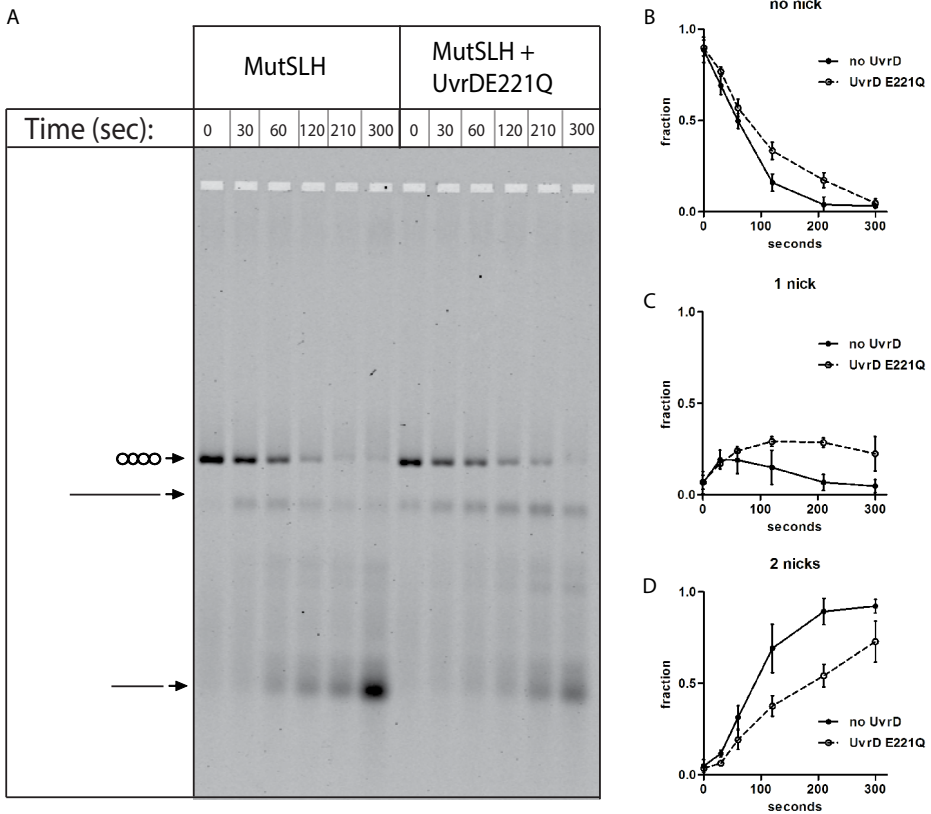 A
MutSLH
MutSLH +
UvrDE221Q
Time (sec):
0 30 60 120 210 300 0 30 60 120 210 300
B
no nick
1.0
0.5
0.0
fraction
0 100 200 300
seconds
no UvrD
UvrD E221Q
C
1 nick
1.0
0.5
0.0
fraction
0 100 200 300
seconds
no UvrD
UvrD E221Q
D
2 nicks
1.0
0.5
0.0
fraction
0 100 200 300
seconds
no UvrD
UvrD E221Q